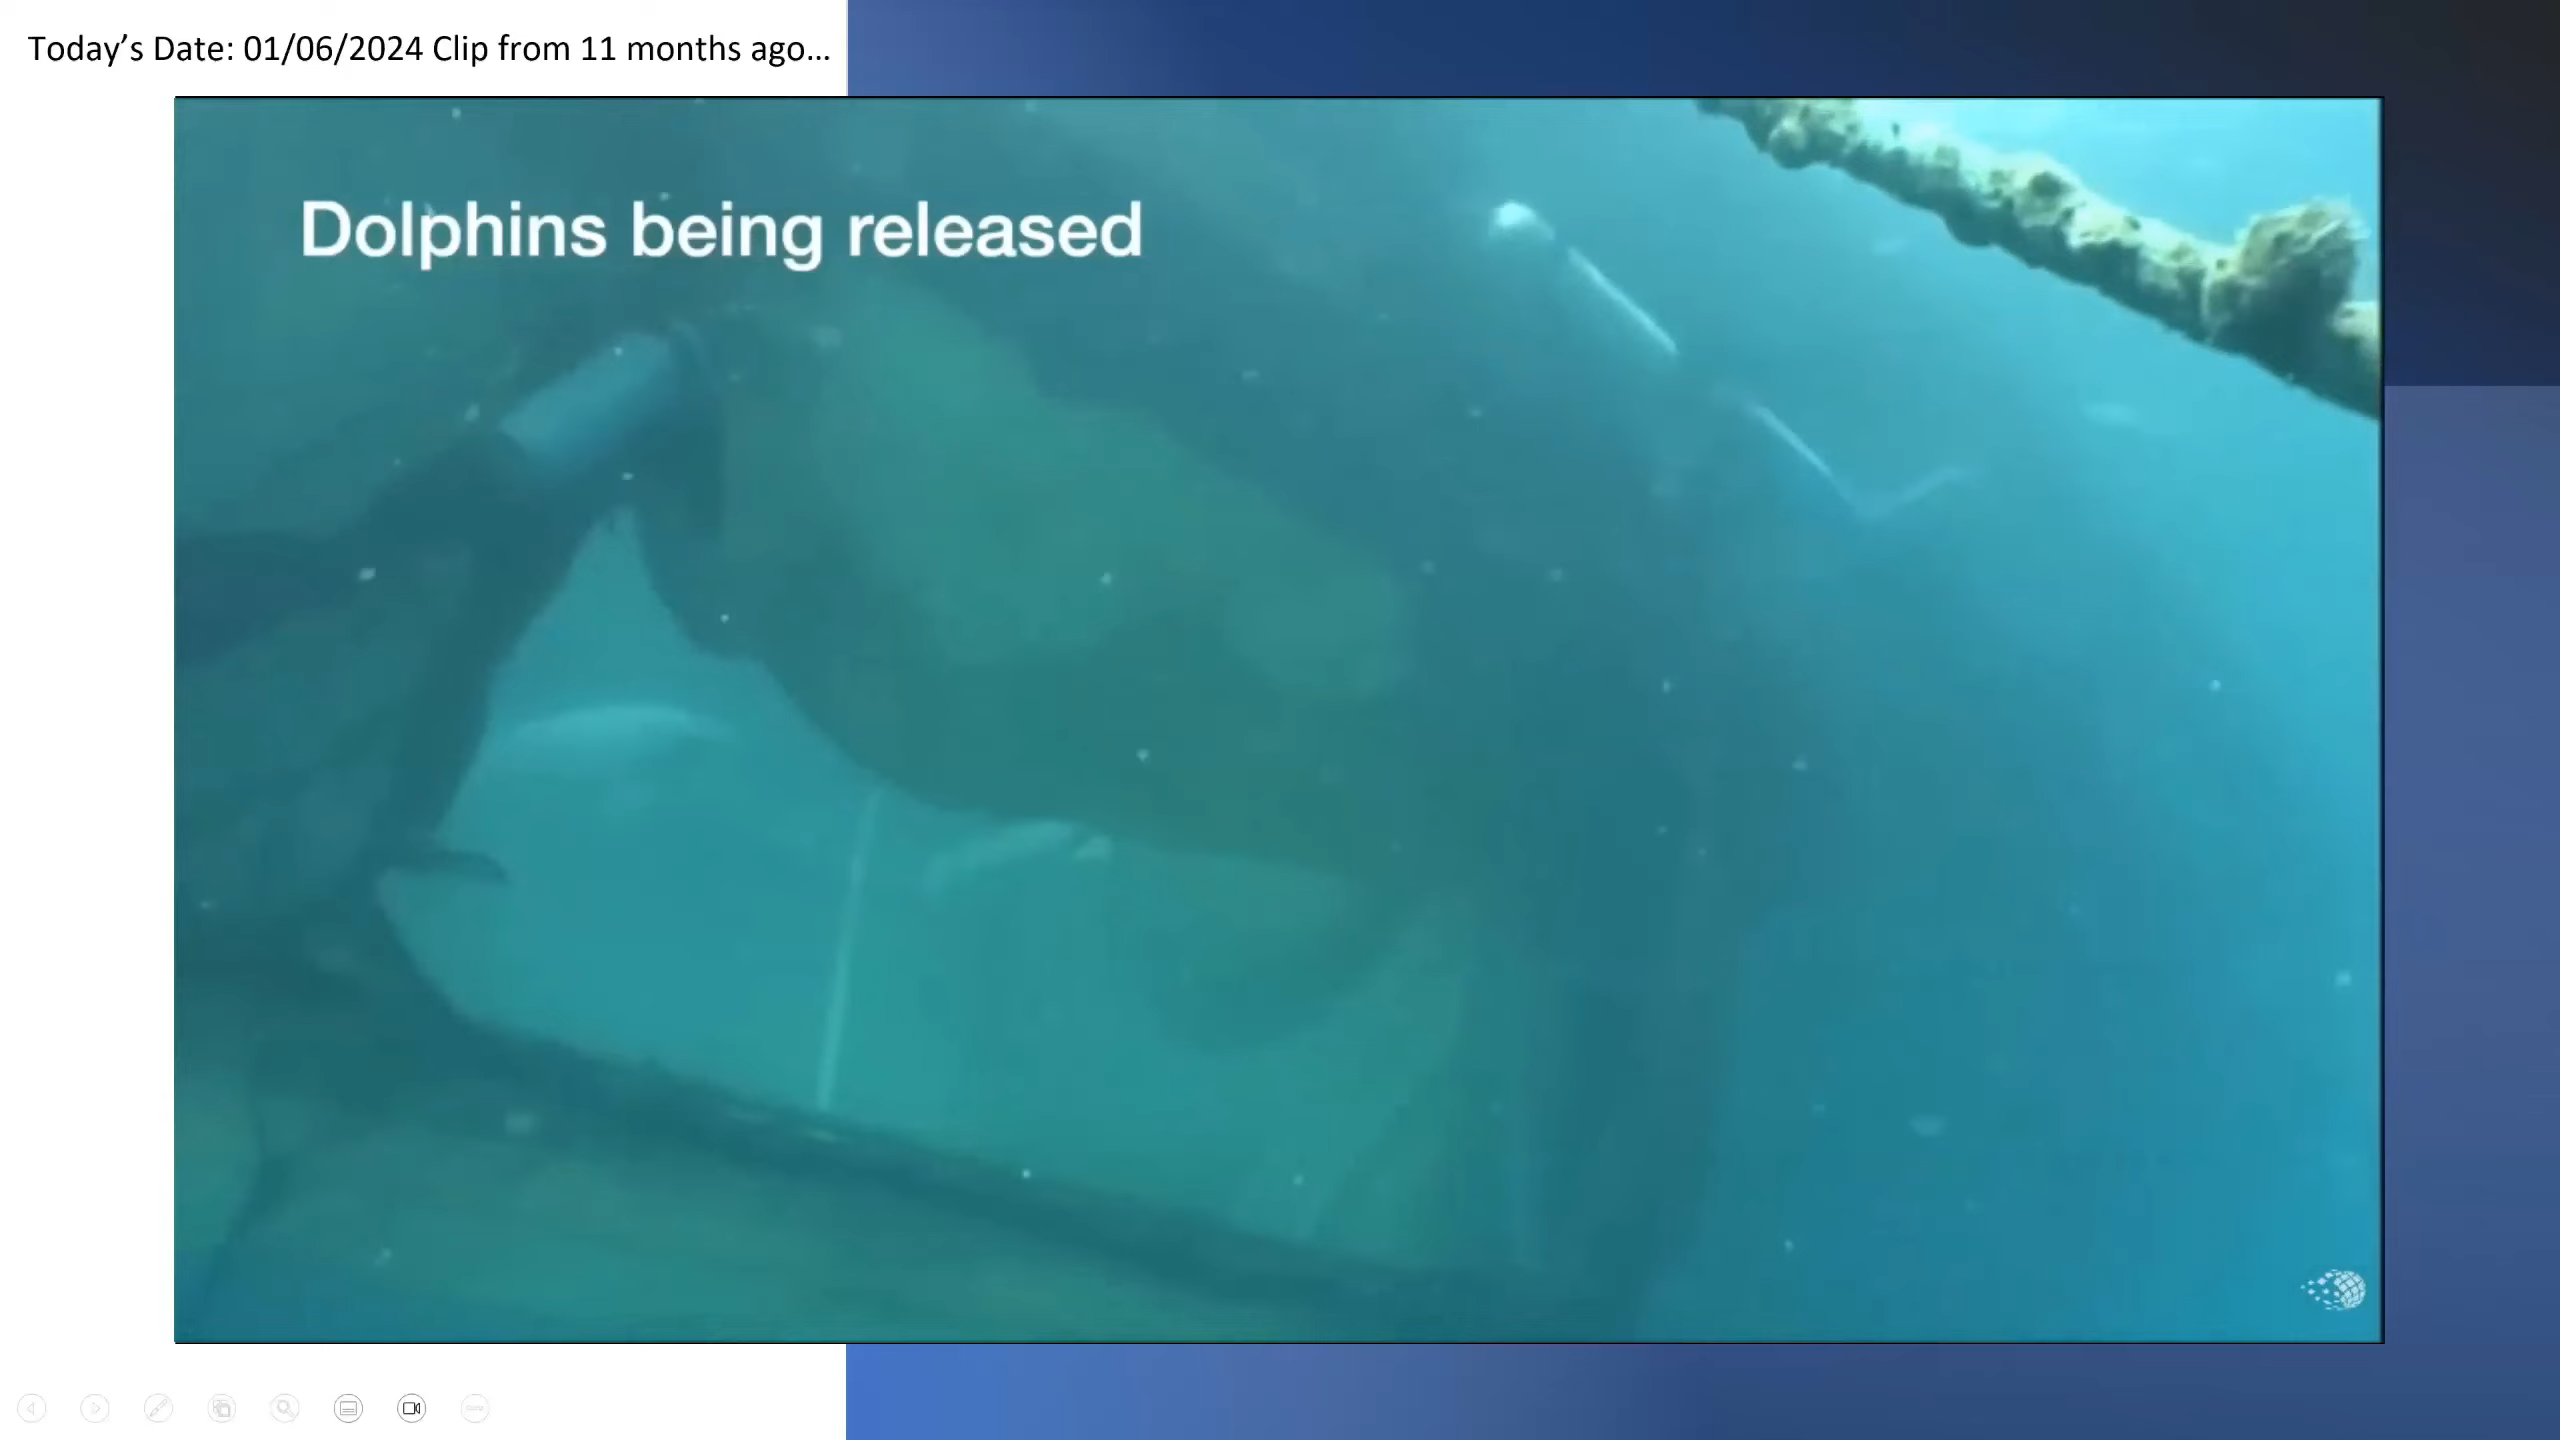 Today’s Date: 01/06/2024 Clip from 11 months ago…
Dolphins being released